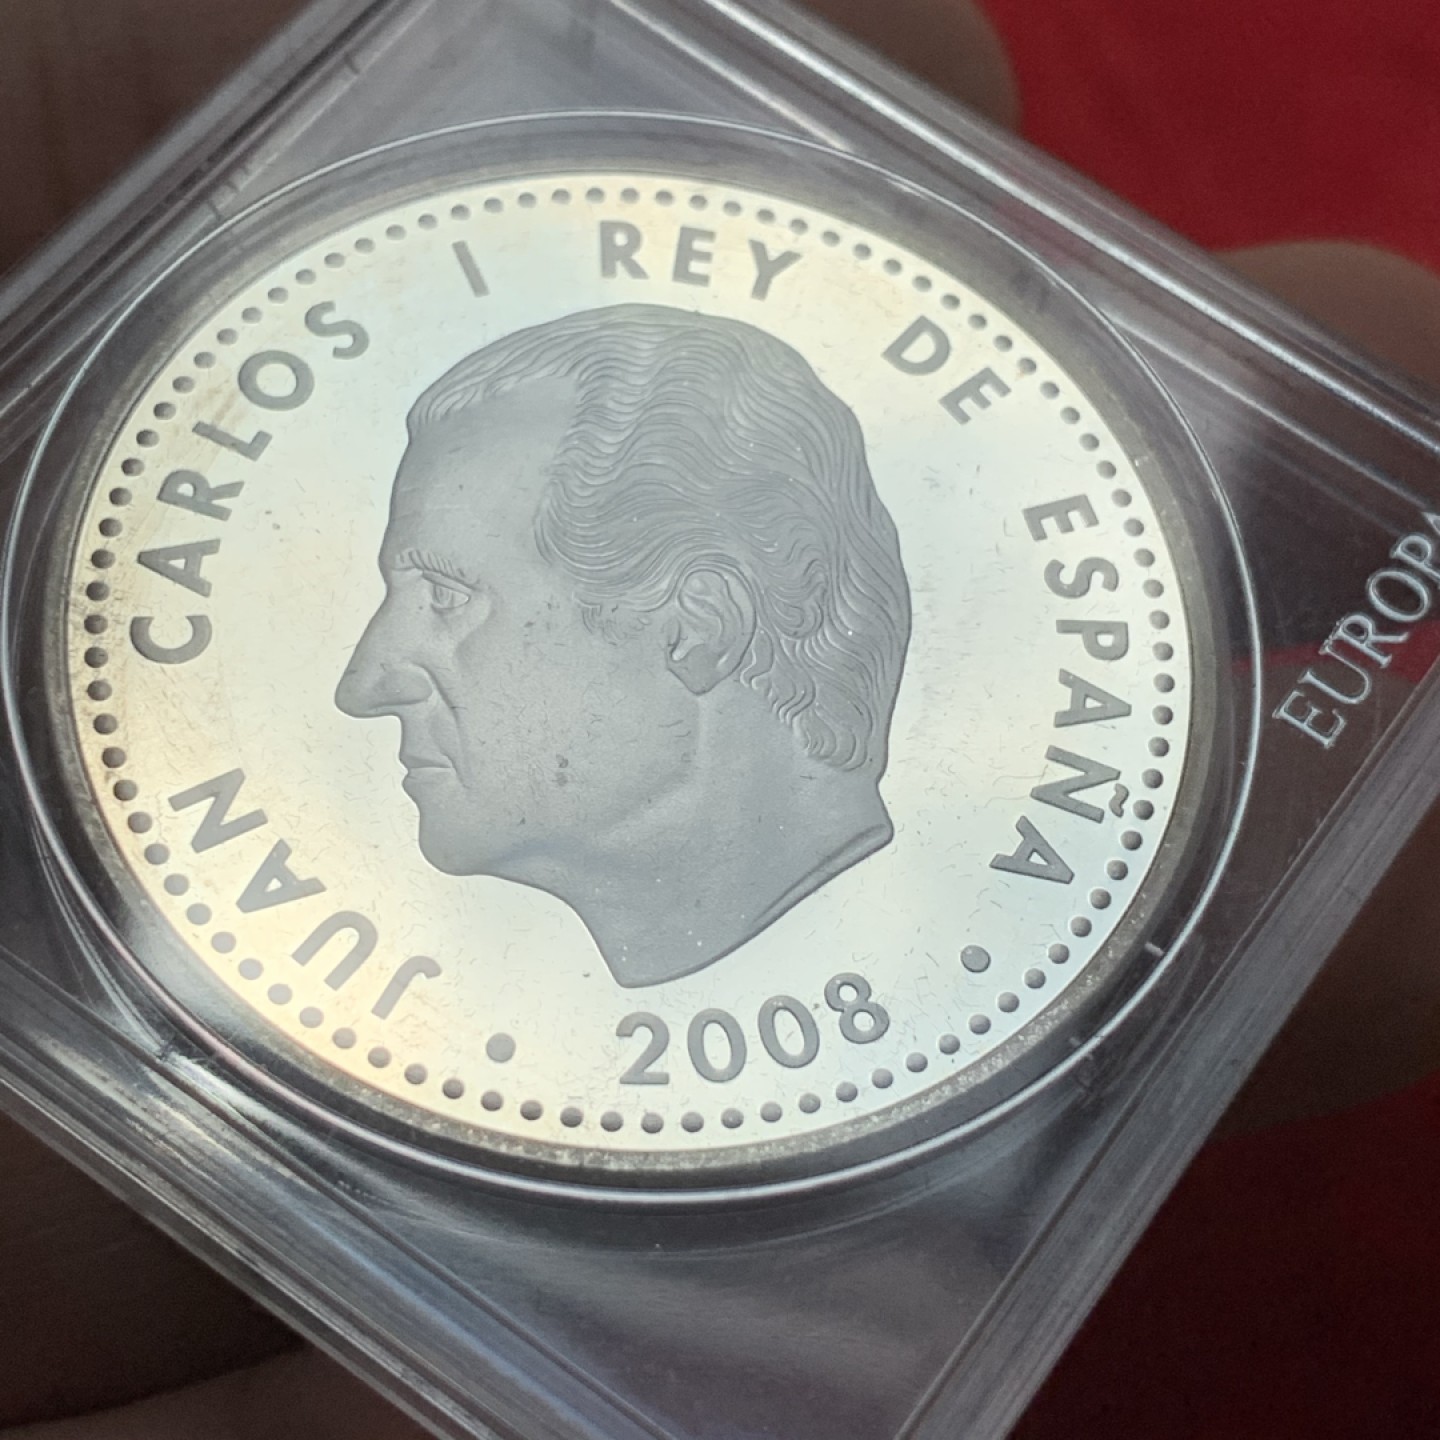 JUAN CARLOS I REY DE ESPAÑA
• 2008 •
EUROPA